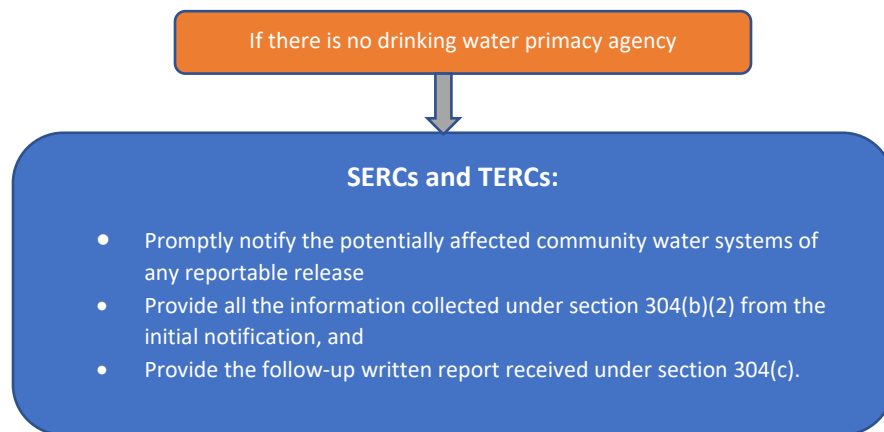 If there is no drinking water primacy agency
SERCs and TERCs:
• Promptly notify the potentially affected community water systems of
any reportable release
• Provide all the information collected under section 304(b)(2) from the
initial notification, and
• Provide the follow-up written report received under section 304(c).